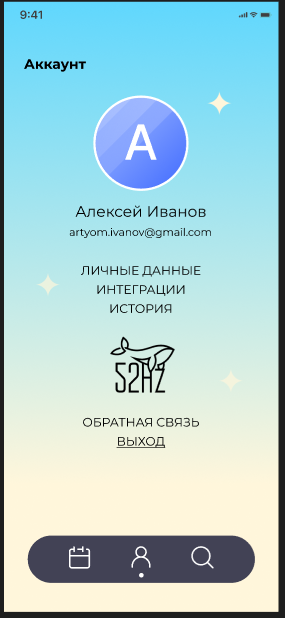 9:41
Аккаунт
A
Алексей Иванов
artyom.ivanov@gmail.com
ЛИЧНЫЕ ДАННЫЕ
ИНТЕГРАЦИИ
ИСТОРИЯ
52HZ
ОБРАТНАЯ СВЯЗЬ
ВЫХОД